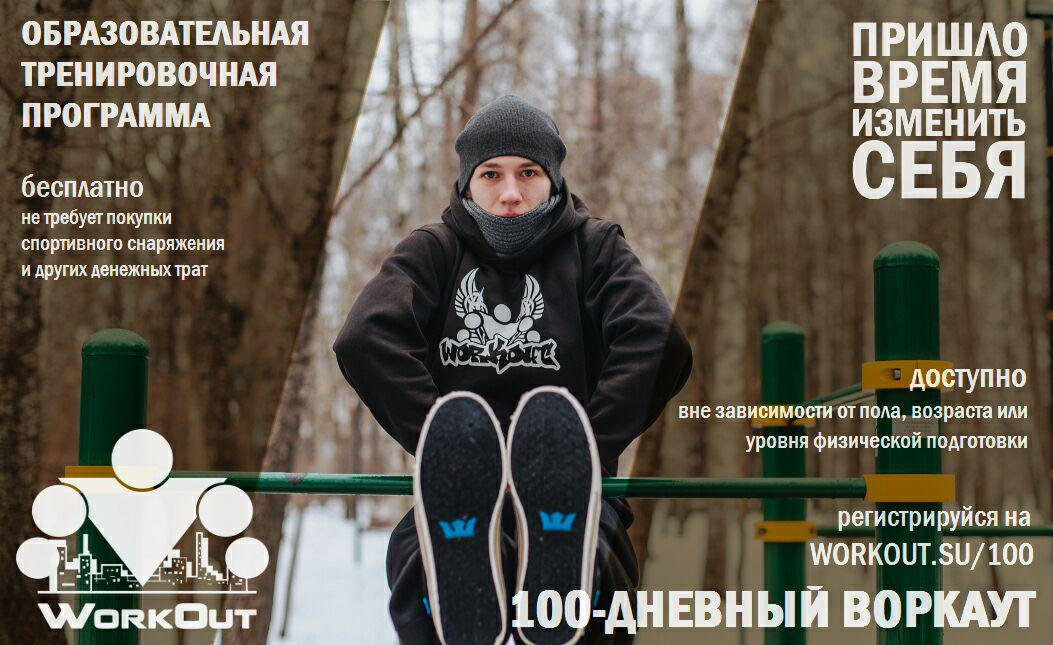 ОБРАЗОВАТЕЛЬНАЯ
ТРЕНИРОВОЧНАЯ
ПРОГРАММА
бесплатно
не требует покупки
спортивного снаряжения
и других денежных трат
ПРИШЛО
ВРЕМЯ
ИЗМЕНИТЬ
СЕБЯ
WORKOUT
доступно
вне зависимости от пола, возраста или
уровня физической подготовки
регистрируйся на
WORKOUT.SU/100
100-ДНЕВНЫЙ ВОРКАУТ
WORKOUT